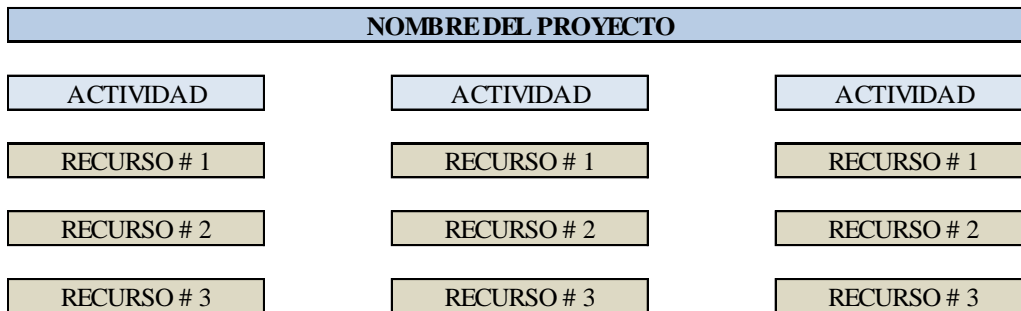 NOMBRE DEL PROYECTO
ACTIVIDAD ACTIVIDAD ACTIVIDAD
RECURSO # 1 RECURSO # 1 RECURSO # 1
RECURSO # 2 RECURSO # 2 RECURSO # 2
RECURSO # 3 RECURSO # 3 RECURSO # 3